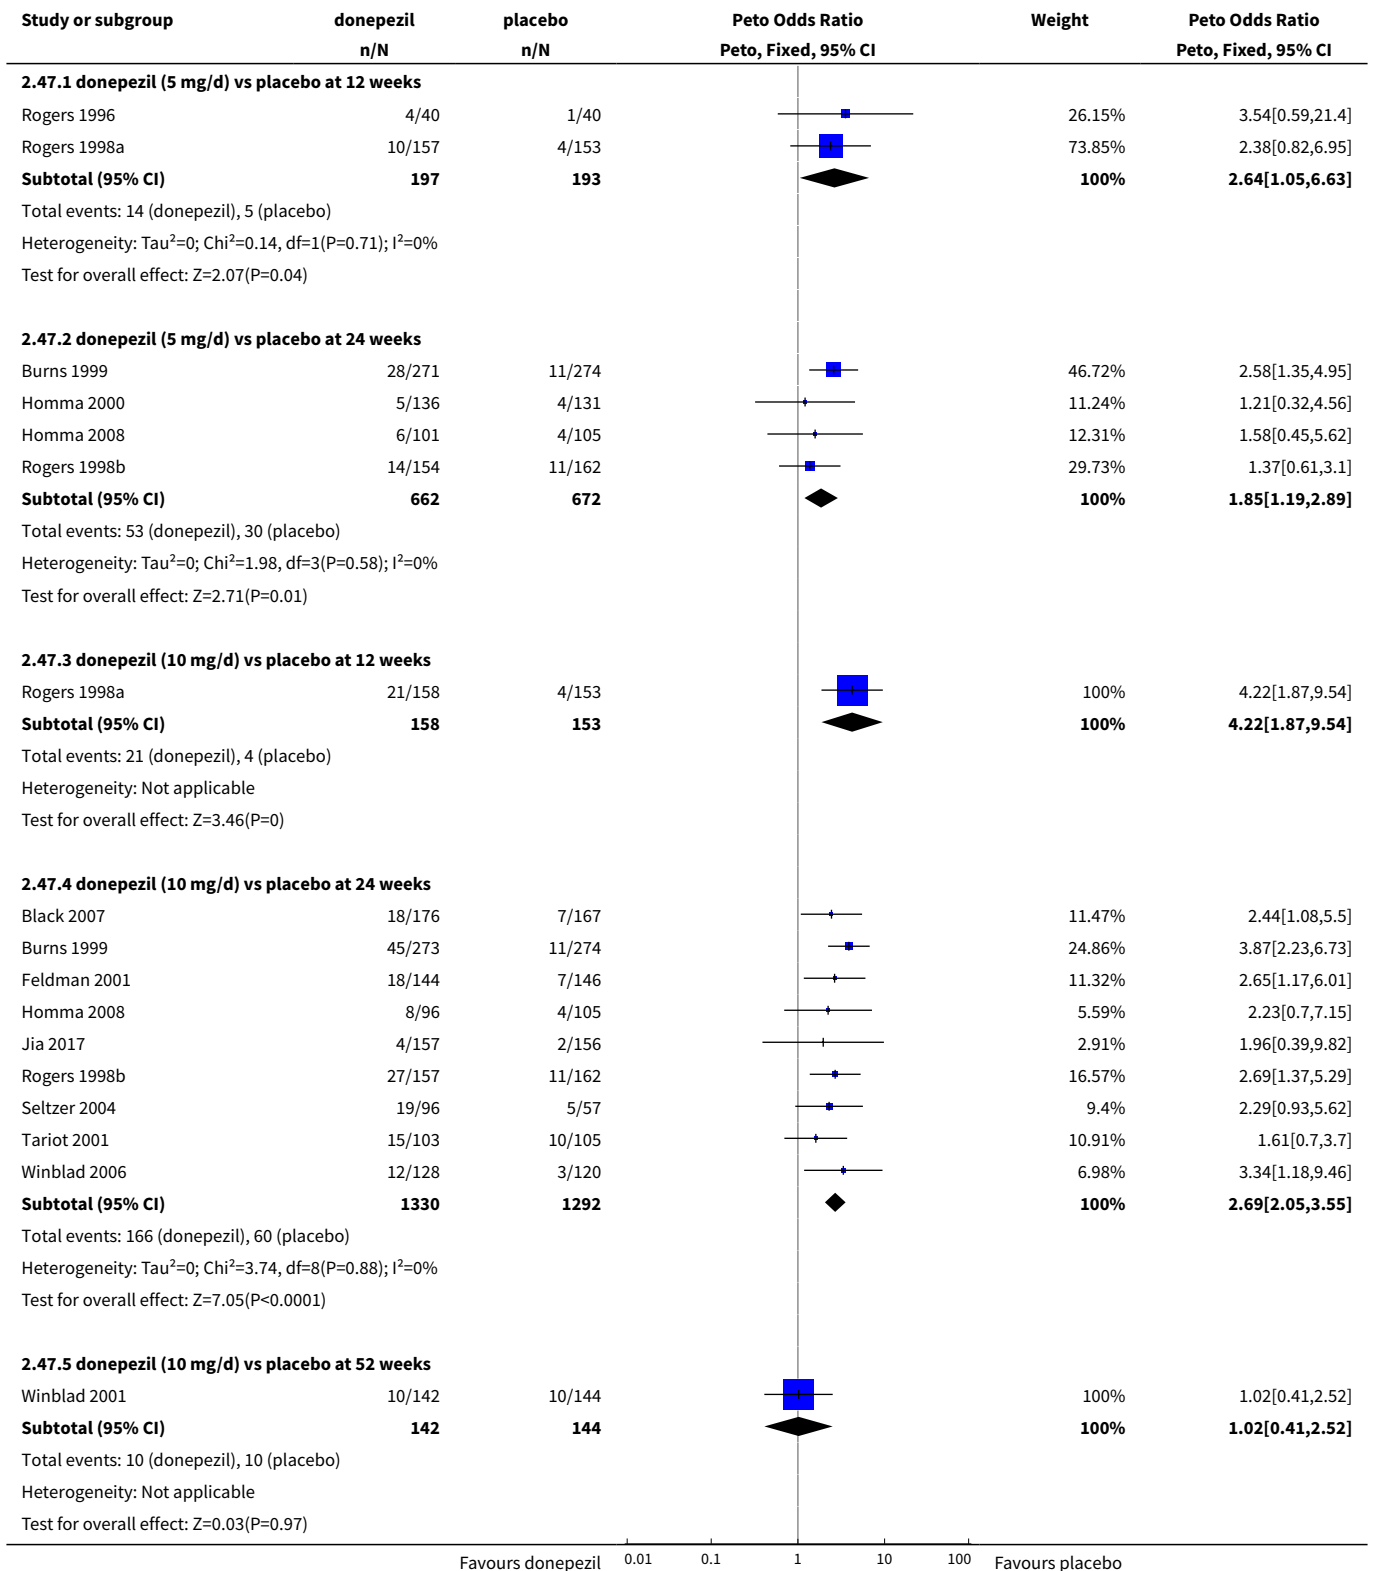 Study or subgroup donepezil placebo Peto Odds Ratio Weight Peto Odds Ratio
n/N n/N Peto, Fixed, 95% CI Peto, Fixed, 95% CI
2.47.1 donepezil (5 mg/d) vs placebo at 12 weeks
Rogers 1996 4/40 1/40 26.15% 3.54[0.59,21.4]
Rogers 1998a 10/157 4/153 73.85% 2.38[0.82,6.95]
Subtotal (95% CI) 197 193 100% 2.64[1.05,6.63]
Total events: 14 (donepezil), 5 (placebo)
Heterogeneity: Tau²=0; Chi²=0.14, df=1(P=0.71); I²=0%
Test for overall effect: Z=2.07(P=0.04)
2.47.2 donepezil (5 mg/d) vs placebo at 24 weeks
Burns 1999 28/271 11/274 46.72% 2.58[1.35,4.95]
Homma 2000 5/136 4/131 11.24% 1.21[0.32,4.56]
Homma 2008 6/101 4/105 12.31% 1.58[0.45,5.62]
Rogers 1998b 14/154 11/162 29.73% 1.37[0.61,3.1]
Subtotal (95% CI) 662 672 100% 1.85[1.19,2.89]
Total events: 53 (donepezil), 30 (placebo)
Heterogeneity: Tau²=0; Chi²=1.98, df=3(P=0.58); I²=0%
Test for overall effect: Z=2.71(P=0.01)
2.47.3 donepezil (10 mg/d) vs placebo at 12 weeks
Rogers 1998a 21/158 4/153 100% 4.22[1.87,9.54]
Subtotal (95% CI) 158 153 100% 4.22[1.87,9.54]
Total events: 21 (donepezil), 4 (placebo)
Heterogeneity: Not applicable
Test for overall effect: Z=3.46(P=0)
2.47.4 donepezil (10 mg/d) vs placebo at 24 weeks
Black 2007 18/176 7/167 11.47% 2.44[1.08,5.5]
Burns 1999 45/273 11/274 24.86% 3.87[2.23,6.73]
Feldman 2001 18/144 7/146 11.32% 2.65[1.17,6.01]
Homma 2008 8/96 4/105 5.59% 2.23[0.7,7.15]
Jia 2017 4/157 2/156 2.91% 1.96[0.39,9.82]
Rogers 1998b 27/157 11/162 16.57% 2.69[1.37,5.29]
Seltzer 2004 19/96 5/57 9.4% 2.29[0.93,5.62]
Tariot 2001 15/103 10/105 10.91% 1.61[0.7,3.7]
Winblad 2006 12/128 3/120 6.98% 3.34[1.18,9.46]
Subtotal (95% CI) 1330 1292 100% 2.69[2.05,3.55]
Total events: 166 (donepezil), 60 (placebo)
Heterogeneity: Tau²=0; Chi²=3.74, df=8(P=0.88); I²=0%
Test for overall effect: Z=7.05(P<0.0001)
2.47.5 donepezil (10 mg/d) vs placebo at 52 weeks
Winblad 2001 10/142 10/144 100% 1.02[0.41,2.52]
Subtotal (95% CI) 142 144 100% 1.02[0.41,2.52]
Total events: 10 (donepezil), 10 (placebo)
Heterogeneity: Not applicable
Test for overall effect: Z=0.03(P=0.97)
Favours donepezil 0.01 0.1 1 10 100 Favours placebo